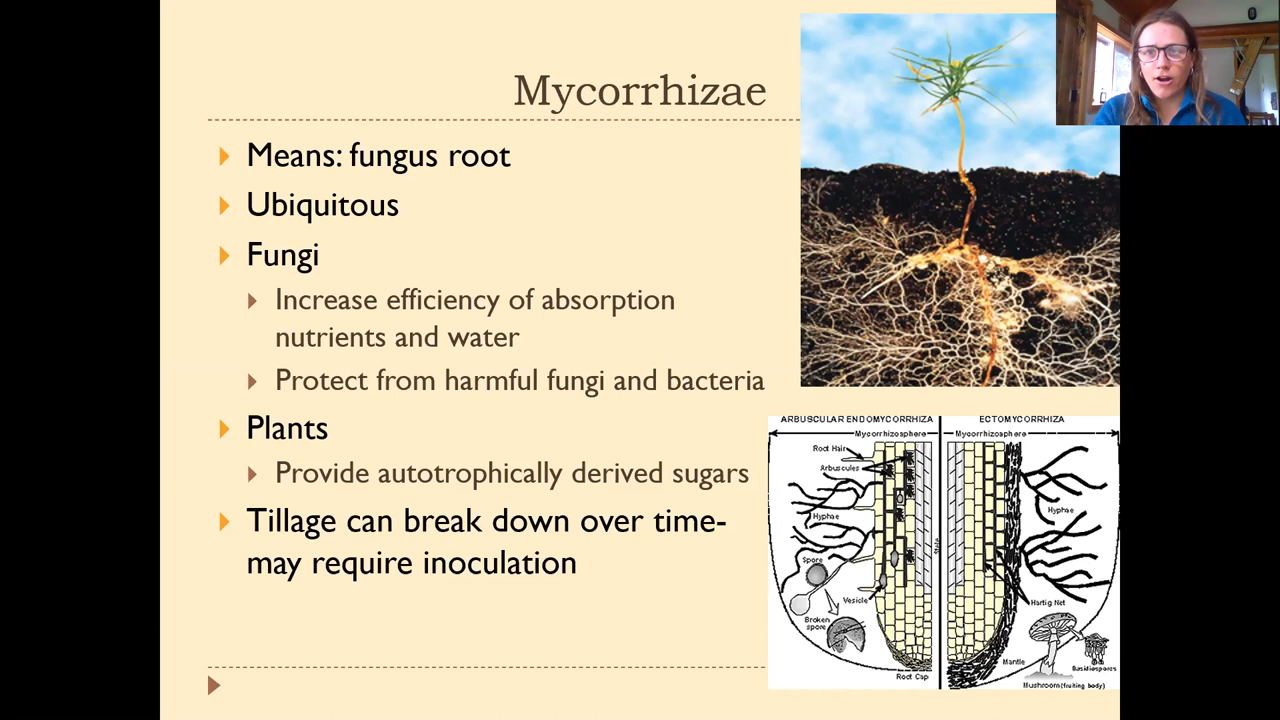 Mycorrhizae
Means: fungus root
Ubiquitous
Fungi
Increase efficiency of absorption
nutrients and water
Protect from harmful fungi and bacteria
Plants
Provide autotrophically derived sugars
Tillage can break down over time-
may require inoculation
ARBUSCULAR ENDOMYCORRHIZA
ECTOMYCORRHIZA
Mycorrhizosphere
Mycorrhizosphere
Root Hair
Arbuscules
Hyphae
Hyphae
Stele
Spore
Vesicle
Hartig Net
Broken
spore
Mantle
Basidiospores
Root Cap
Mushroom (fruiting body)